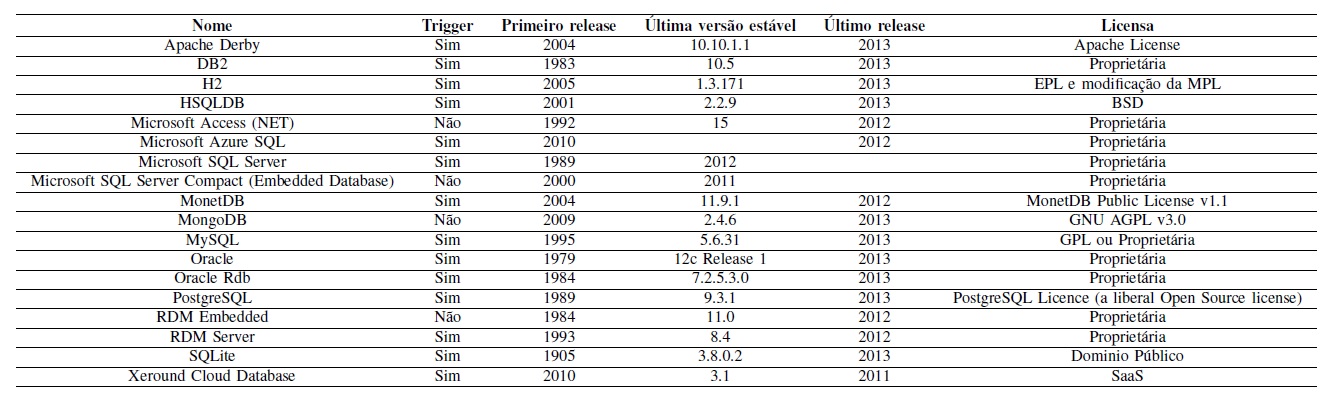 Nome Trigger Primeiro release Última versão estável Último release Licensa
Apache Derby Sim 2004 10.10.1.1 2013 Apache License
DB2 Sim 1983 10.5 2013 Proprietária
H2 Sim 2005 1.3.171 2013 EPL e modificação da MPL
HSQLDB Sim 2001 2.2.9 2013 BSD
Microsoft Access (NET) Não 1992 15 2012 Proprietária
Microsoft Azure SQL Sim 2010 2012 Proprietária
Microsoft SQL Server Sim 1989 2012 Proprietária
Microsoft SQL Server Compact (Embedded Database) Não 2000 2011 Proprietária
MonetDB Sim 2004 11.9.1 2012 MonetDB Public License v1.1
MongoDB Não 2009 2.4.6 2013 GNU AGPL v3.0
MySQL Sim 1995 5.6.31 2013 GPL ou Proprietária
Oracle Sim 1979 12c Release 1 2013 Proprietária
Oracle Rdb Sim 1984 7.2.5.3.0 2013 Proprietária
PostgreSQL Sim 1989 9.3.1 2013 PostgreSQL Licence (a liberal Open Source license)
RDM Embedded Não 1984 11.0 2012 Proprietária
RDM Server Sim 1993 8.4 2012 Proprietária
SQLite Sim 1905 3.8.0.2 2013 Dominio Público
Xeround Cloud Database Sim 2010 3.1 2011 SaaS